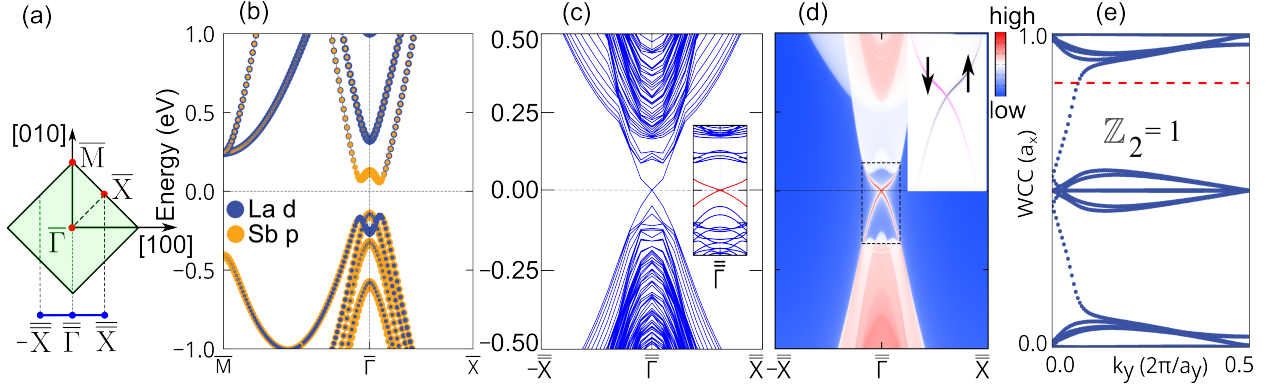 (a)
[010]
M̅
X̅
Γ̅
[100]
-X̿
Γ̿
X̿
(b)
Energy (eV)
1.0
0.5
0.0
−0.5
−1.0
La d
Sb p
M̅
Γ̅
X̅
(c)
0.50
0.25
0.00
−0.25
−0.50
Γ̿
-X̿
Γ̿
X̿
(d)
high
low
-X̿
Γ̿
X̿
(e)
WCC (aₓ)
1.0
0.0
ℤ₂= 1
0.0
0.5
k_y (2π/a_y)